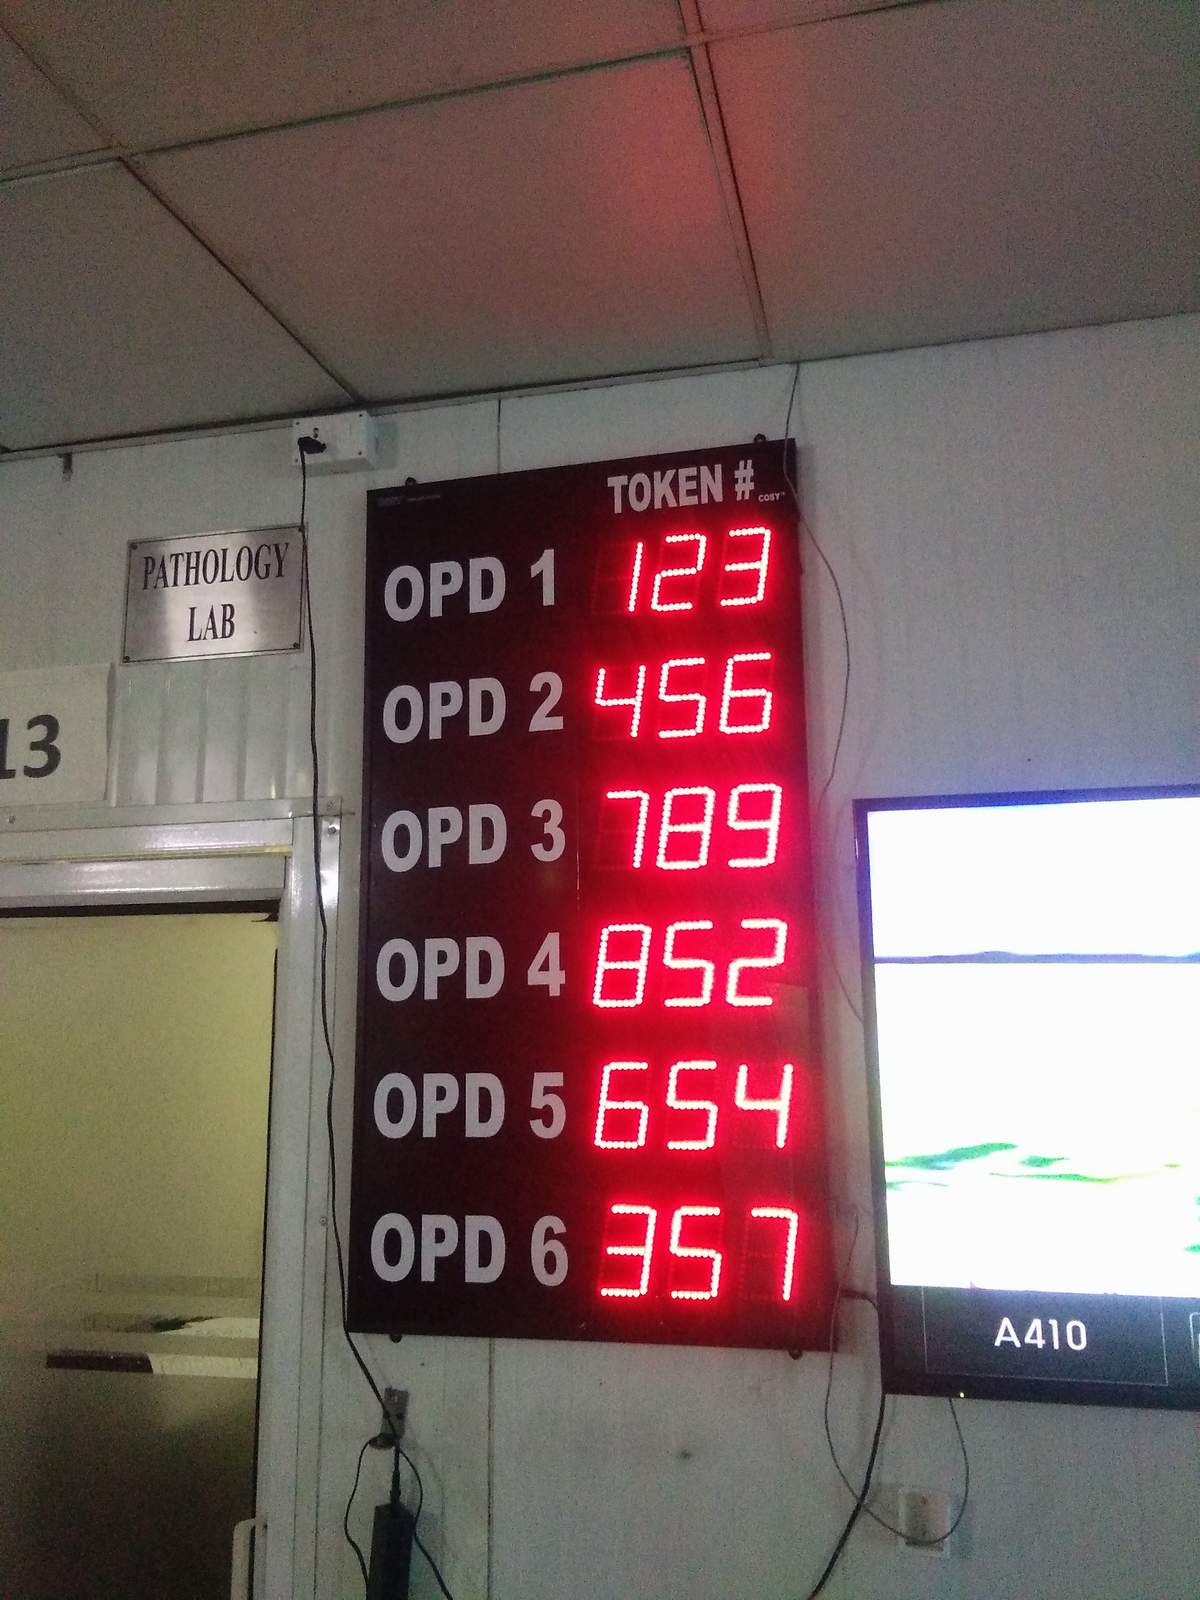 TOKEN #
COSY
OPD 1 123
OPD 2 456
OPD 3 789
OPD 4 852
OPD 5 654
OPD 6 357
PATHOLOGY
LAB
13
A410